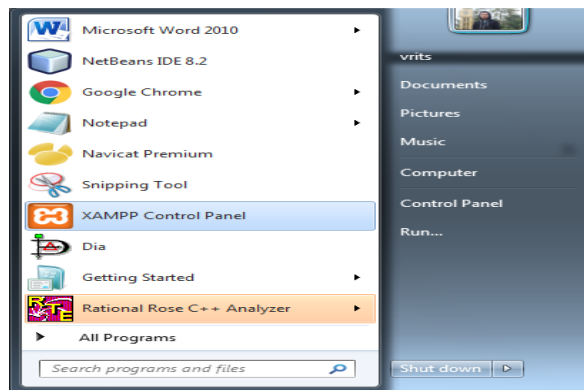 Microsoft Word 2010
NetBeans IDE 8.2
Google Chrome
Notepad
Navicat Premium
Snipping Tool
XAMPP Control Panel
Dia
Getting Started
Rational Rose C++ Analyzer
All Programs
Search programs and files
vrits
Documents
Pictures
Music
Computer
Control Panel
Run...
Shut down